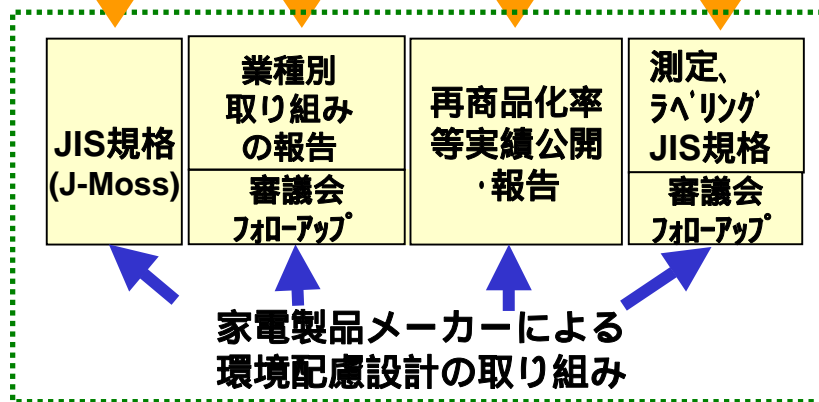 JIS規格
(J-Moss)
業種別
取り組み
の報告
審議会
ﾌｫﾛｰｱｯﾌﾟ
再商品化率
等実績公開
・報告
測定、
ﾗﾍﾞﾘﾝｸﾞ
JIS規格
審議会
ﾌｫﾛｰｱｯﾌﾟ
家電製品メーカーによる
環境配慮設計の取り組み